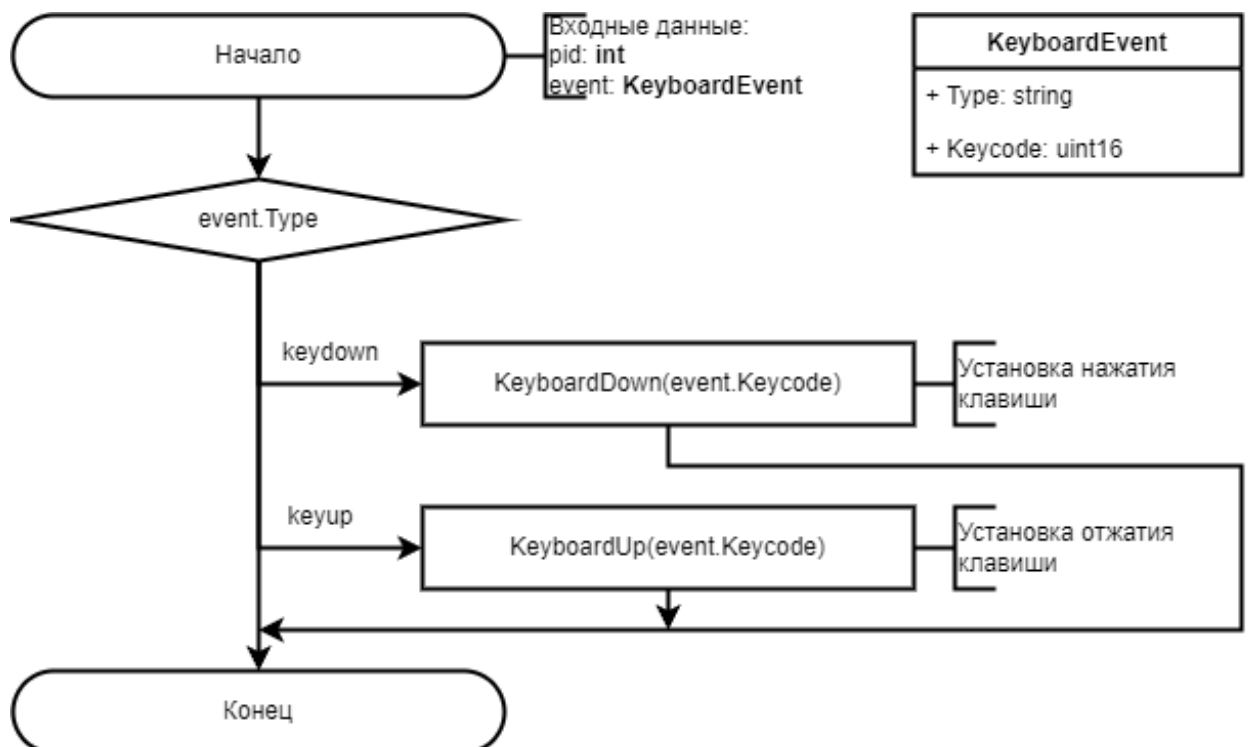 Начало
Входные данные:
pid: int
event: KeyboardEvent
KeyboardEvent
+ Type: string
+ Keycode: uint16
event.Type
keydown
KeyboardDown(event.Keycode)
Установка нажатия
клавиши
keyup
KeyboardUp(event.Keycode)
Установка отжатия
клавиши
Конец